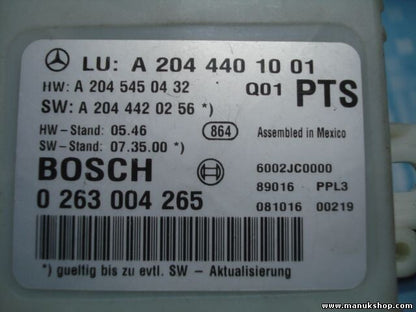 LU: A 204 440 10 01
HW: A 204 545 04 32 Q01 PTS
SW: A 204 442 02 56 *)
HW-Stand: 05.46 864 Assembled in Mexico
SW-Stand: 07.35.00 *)
BOSCH 6002JC0000
0 263 004 265 89016 PPL3
081016 00219
*) gueltig bis zu evtl. SW - Aktualisierung
www.manukshop.com/